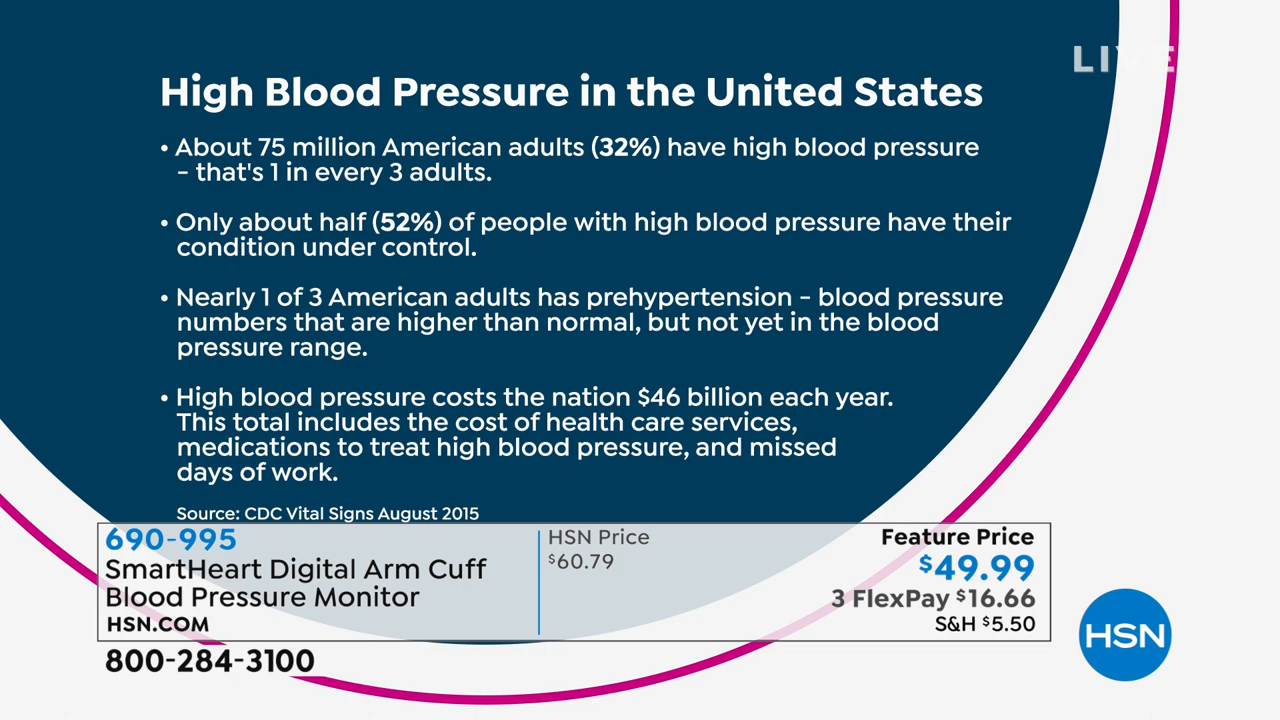 LIVE
High Blood Pressure in the United States
• About 75 million American adults (32%) have high blood pressure
- that's 1 in every 3 adults.
• Only about half (52%) of people with high blood pressure have their
condition under control.
• Nearly 1 of 3 American adults has prehypertension - blood pressure
numbers that are higher than normal, but not yet in the blood
pressure range.
• High blood pressure costs the nation $46 billion each year.
This total includes the cost of health care services,
medications to treat high blood pressure, and missed
days of work.
Source: CDC Vital Signs August 2015
690-995
SmartHeart Digital Arm Cuff
Blood Pressure Monitor
HSN.COM
HSN Price
$60.79
Feature Price
$49.99
3 FlexPay $16.66
S&H $5.50
800-284-3100
HSN